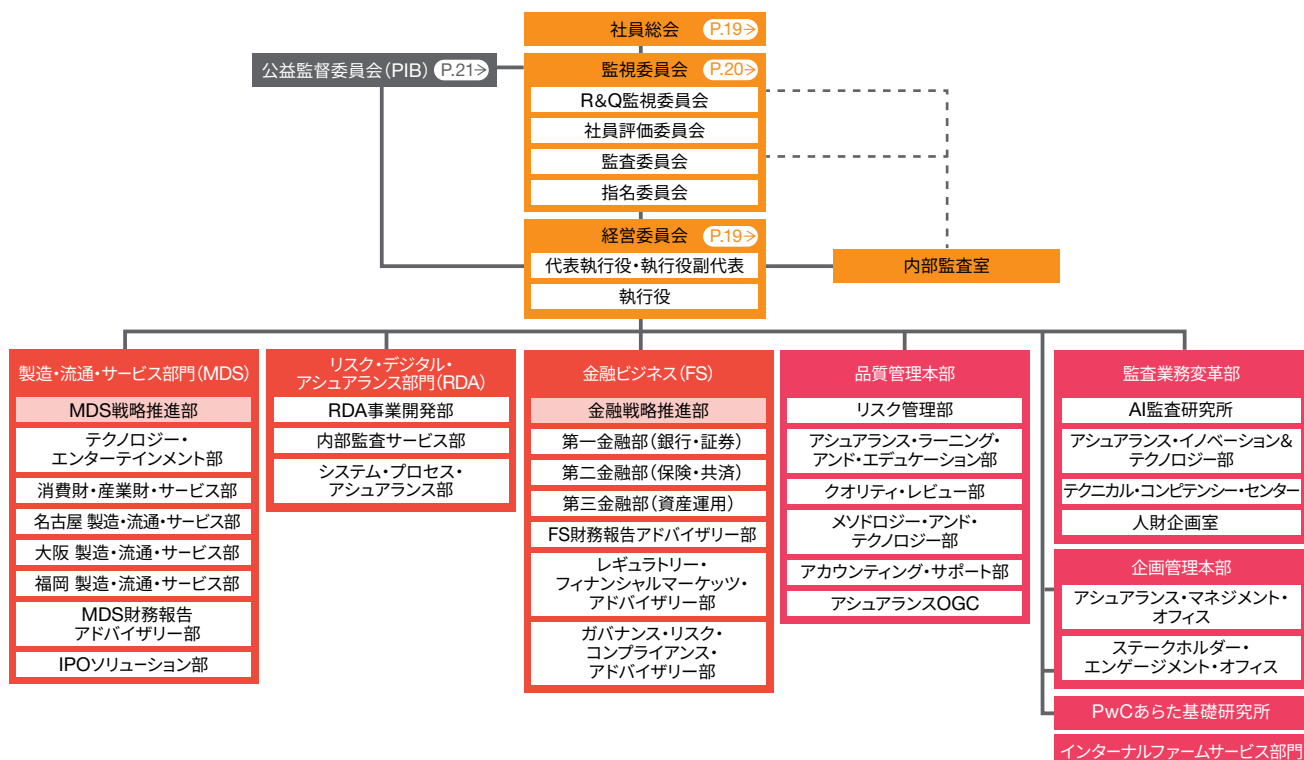 社員総会 P.19→
公益監督委員会(PIB) P.21→
監視委員会 P.20→
R&Q監視委員会
社員評価委員会
監査委員会
指名委員会
経営委員会 P.19→
代表執行役・執行役副代表
執行役
内部監査室
製造・流通・サービス部門(MDS)
MDS戦略推進部
テクノロジー・
エンターテインメント部
消費財・産業財・サービス部
名古屋 製造・流通・サービス部
大阪 製造・流通・サービス部
福岡 製造・流通・サービス部
MDS財務報告
アドバイザリー部
IPOソリューション部
リスク・デジタル・
アシュアランス部門(RDA)
RDA事業開発部
内部監査サービス部
システム・プロセス・
アシュアランス部
金融ビジネス(FS)
金融戦略推進部
第一金融部(銀行・証券)
第二金融部(保険・共済)
第三金融部(資産運用)
FS財務報告アドバイザリー部
レギュラトリー・
フィナンシャルマーケッツ・
アドバイザリー部
ガバナンス・リスク・
コンプライアンス・
アドバイザリー部
品質管理本部
リスク管理部
アシュアランス・ラーニング・
アンド・エデュケーション部
クオリティ・レビュー部
メソドロジー・アンド・
テクノロジー部
アカウンティング・サポート部
アシュアランスOGC
監査業務変革部
AI監査研究所
アシュアランス・イノベーション&
テクノロジー部
テクニカル・コンピテンシー・センター
人財企画室
企画管理本部
アシュアランス・マネジメント・
オフィス
ステークホルダー・
エンゲージメント・オフィス
PwCあらた基礎研究所
インターナルファームサービス部門